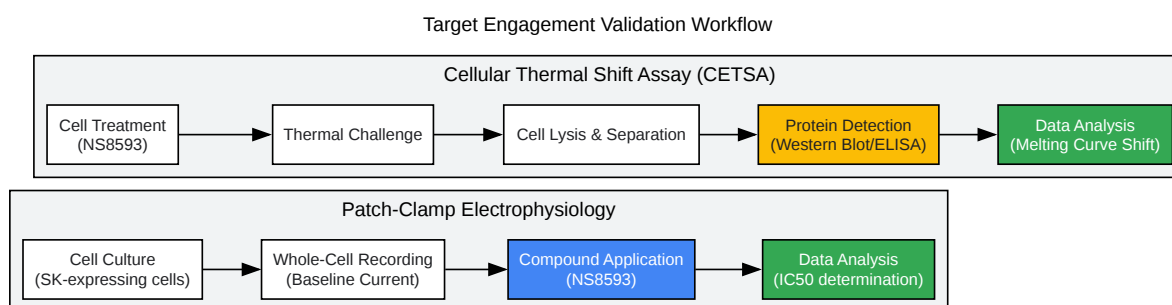 Target Engagement Validation Workflow
Cellular Thermal Shift Assay (CETSA)
Cell Treatment
(NS8593)
Thermal Challenge
Cell Lysis & Separation
Protein Detection
(Western Blot/ELISA)
Data Analysis
(Melting Curve Shift)
Patch-Clamp Electrophysiology
Cell Culture
(SK-expressing cells)
Whole-Cell Recording
(Baseline Current)
Compound Application
(NS8593)
Data Analysis
(IC50 determination)